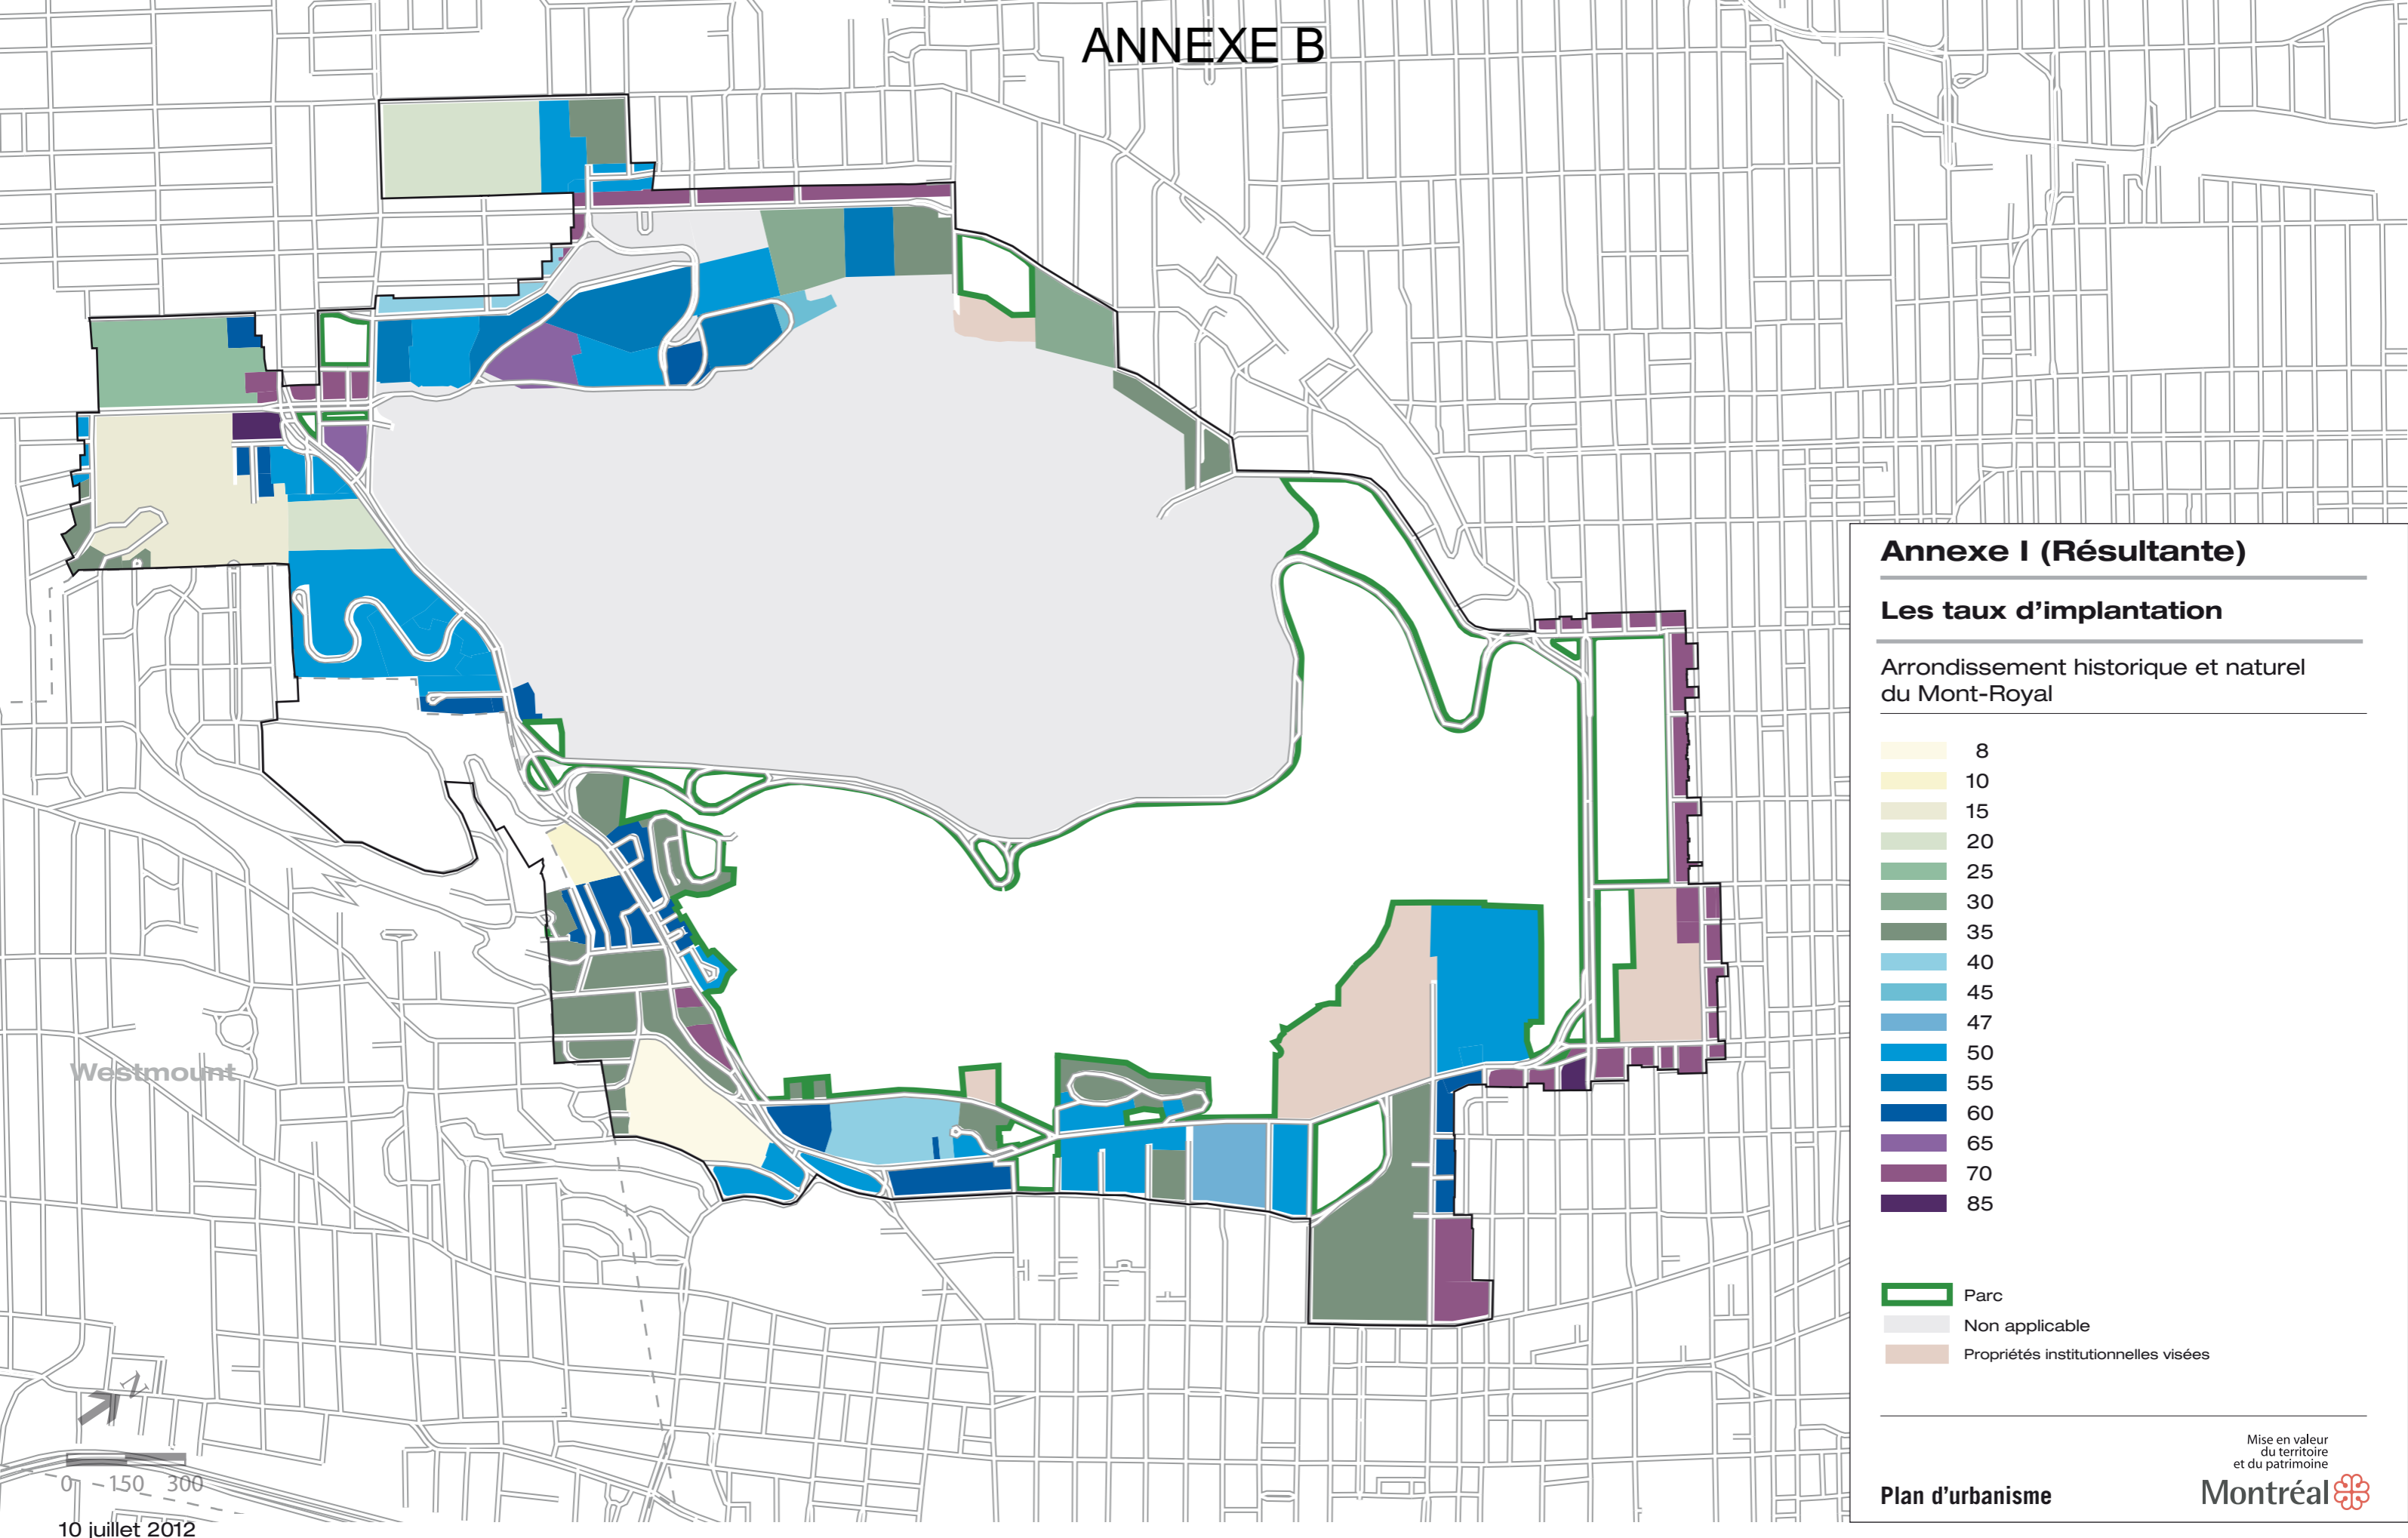 ANNEXE B
Annexe I (Résultante)
Les taux d'implantation
Arrondissement historique et naturel
du Mont-Royal
8
10
15
20
25
30
35
40
45
47
50
55
60
65
70
85
Parc
Non applicable
Propriétés institutionnelles visées
Mise en valeur
du territoire
et du patrimoine
Plan d'urbanisme
Montréal
Westmount
N
0 150 300
10 juillet 2012